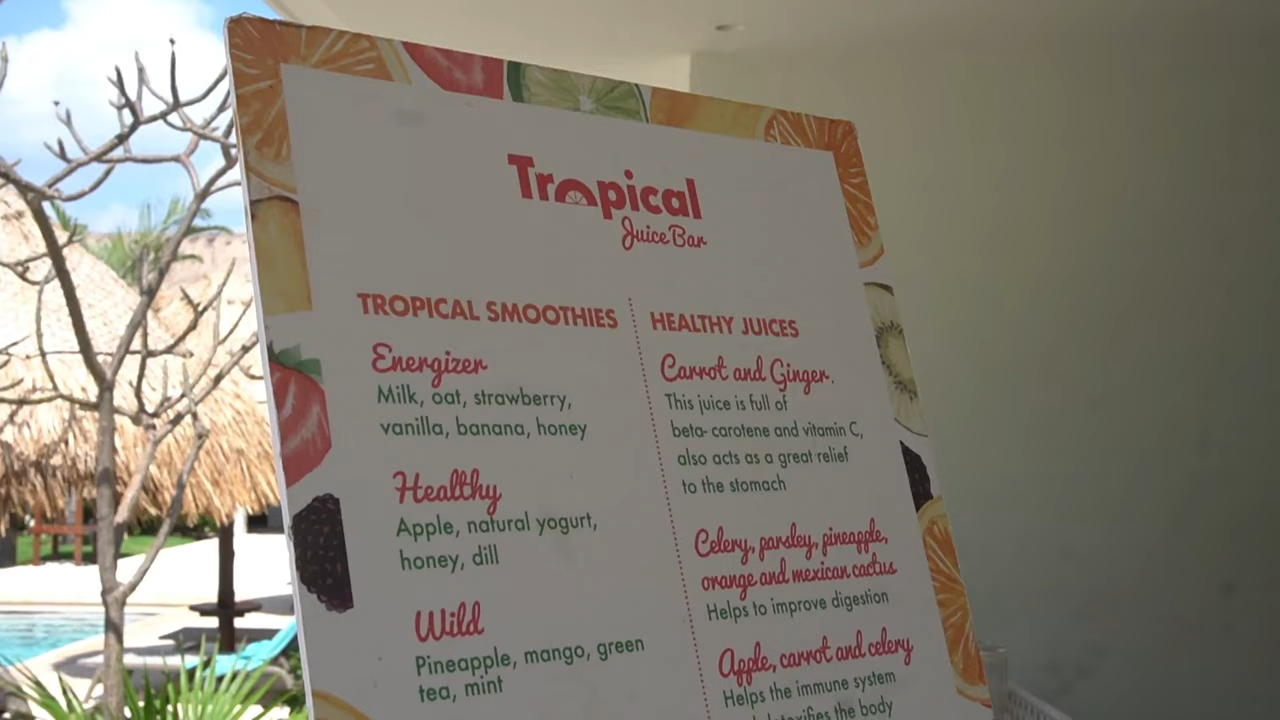 Tropical
Juice Bar
TROPICAL SMOOTHIES
Energizer
Milk, oat, strawberry,
vanilla, banana, honey
Healthy
Apple, natural yogurt,
honey, dill
Wild
Pineapple, mango, green
tea, mint
HEALTHY JUICES
Carrot and Ginger.
This juice is full of
beta- carotene and vitamin C,
also acts as a great relief
to the stomach
Celery, parsley, pineapple,
orange and mexican cactus
Helps to improve digestion
Apple, carrot and celery
Helps the immune system
detoxifies the body